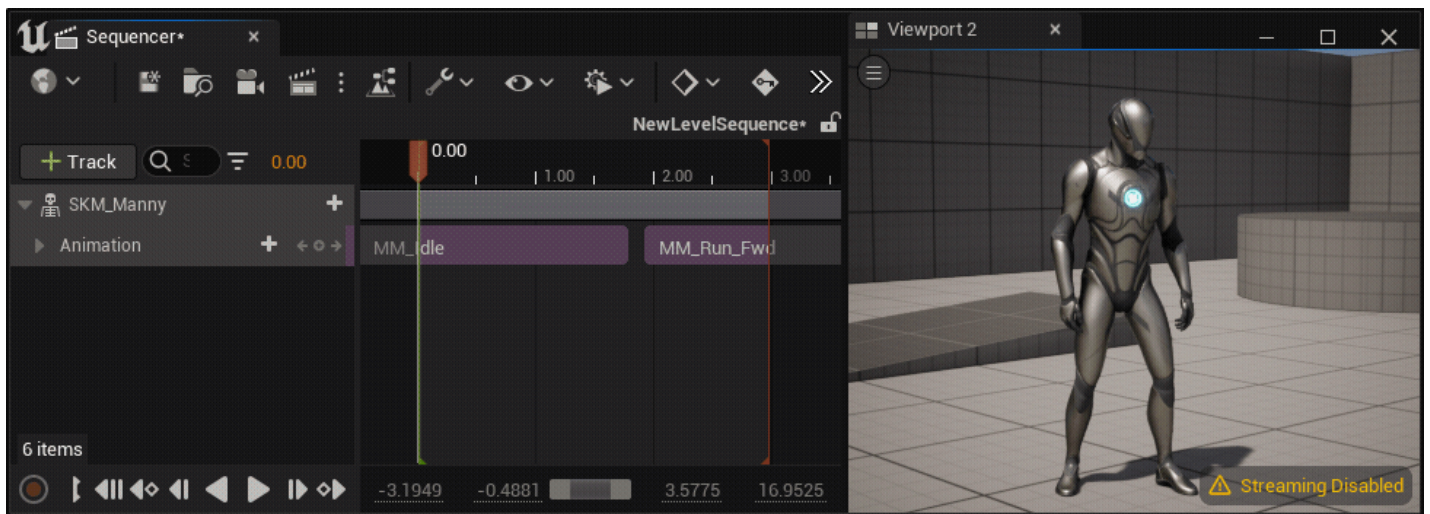 Sequencer*
NewLevelSequence*
Track
S
0.00
0.00
1.00
2.00
3.00
SKM_Manny
Animation
MM_Idle
MM_Run_Fwd
6 items
-3.1949
-0.4881
3.5775
16.9525
Viewport 2
Streaming Disabled